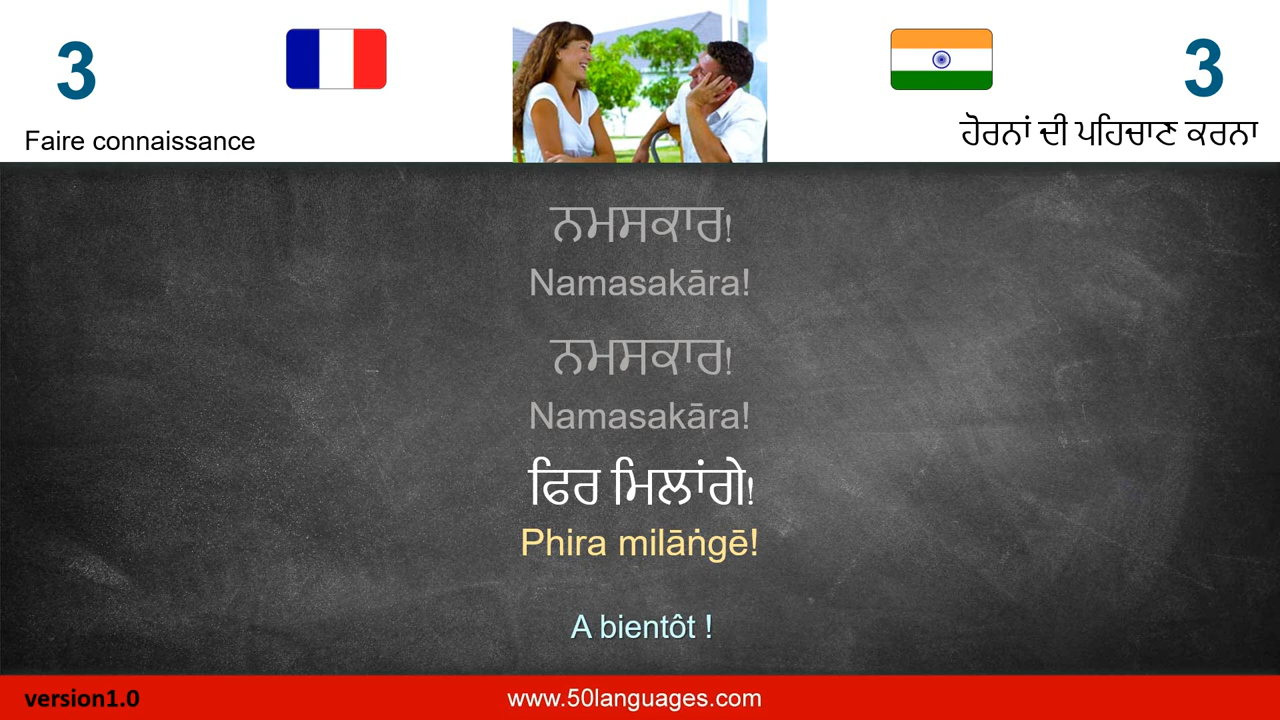 3
3
Faire connaissance
ਹੋਰਨਾਂ ਦੀ ਪਹਿਚਾਣ ਕਰਨਾ
ਨਮਸਕਾਰ!
Namasakāra!
ਨਮਸਕਾਰ!
Namasakāra!
ਫਿਰ ਮਿਲਾਂਗੇ!
Phira milāṅgē!
A bientôt !
version1.0
www.50languages.com